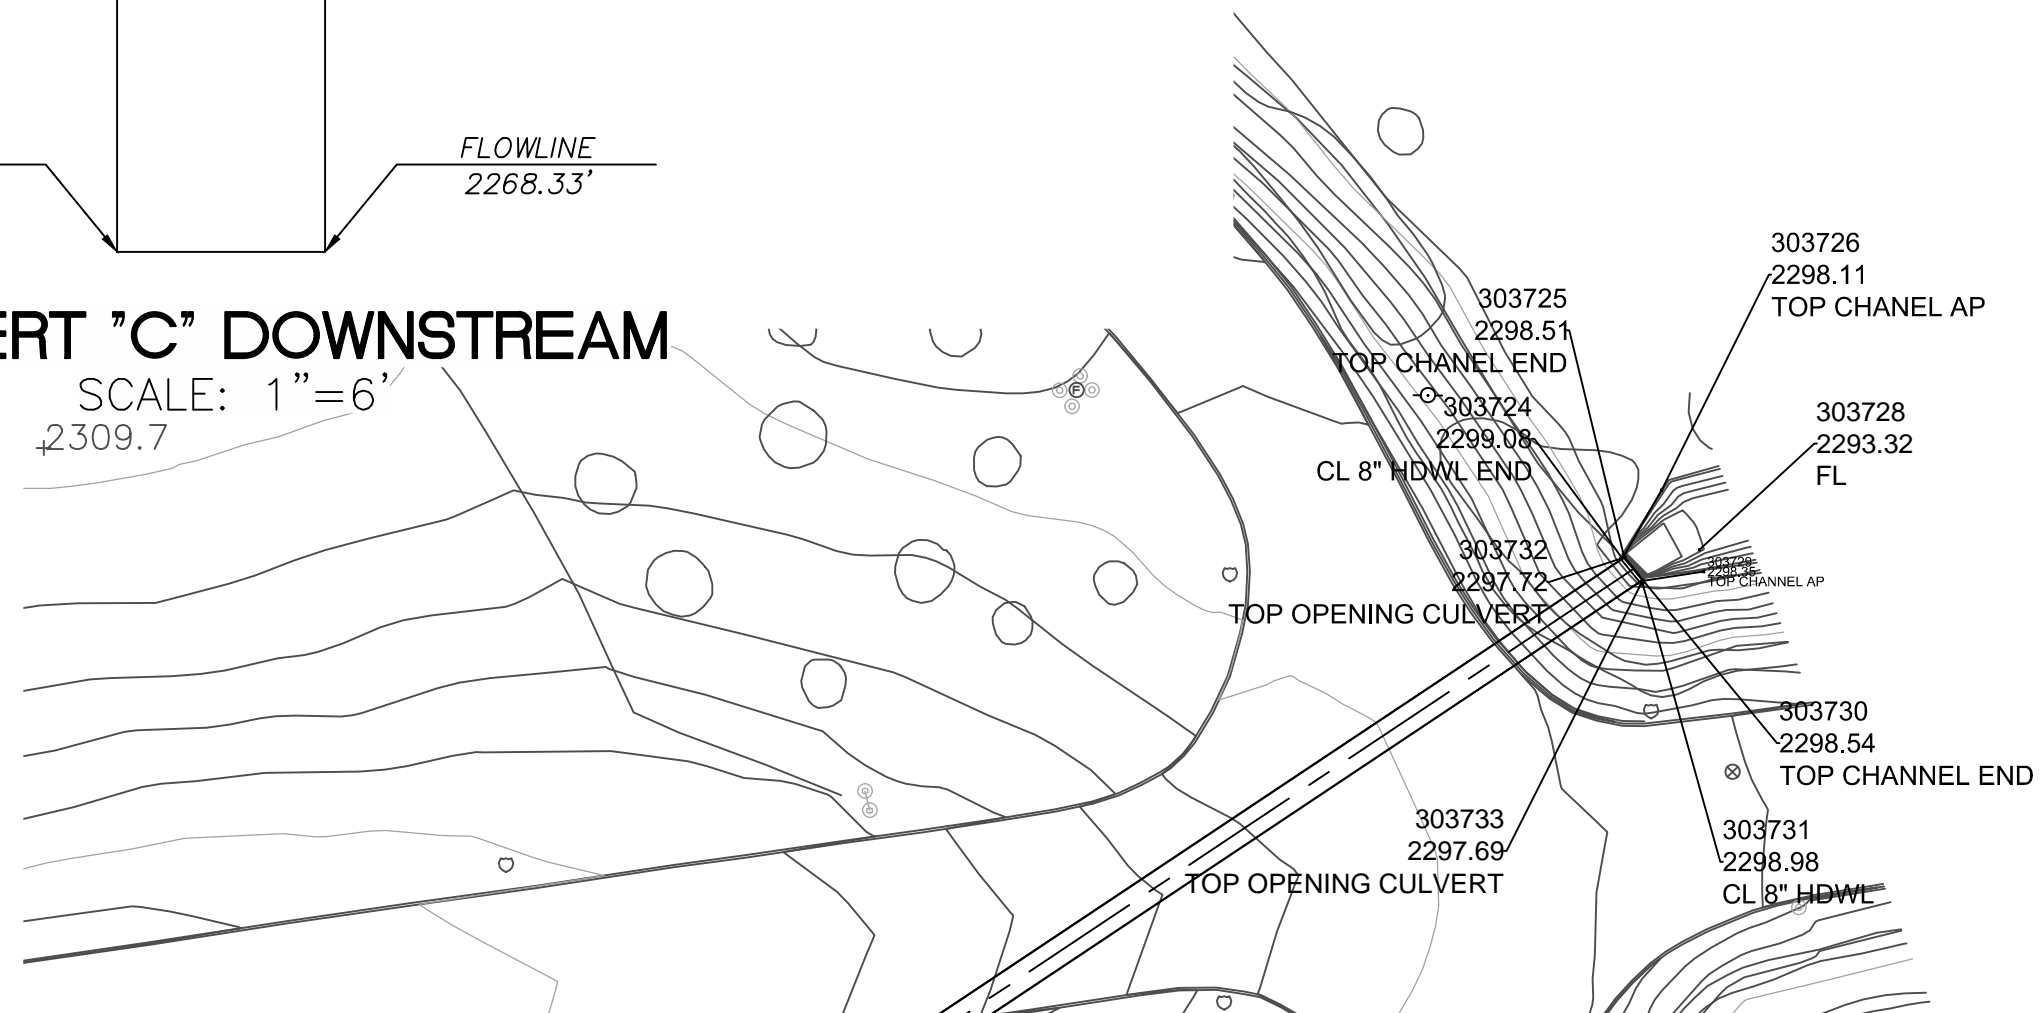 FLOWLINE
2268.33'
ERT "C" DOWNSTREAM
SCALE: 1"=6'
2309.7
303726
2298.11
TOP CHANEL AP
303725
2298.51
TOP CHANEL END
303724
2299.08
CL 8" HDWL END
303728
2293.32
FL
303732
2297.72
TOP OPENING CULVERT
303729
2298.35
TOP CHANNEL AP
303730
2298.54
TOP CHANNEL END
303733
2297.69
TOP OPENING CULVERT
303731
2298.98
CL 8" HDWL
F